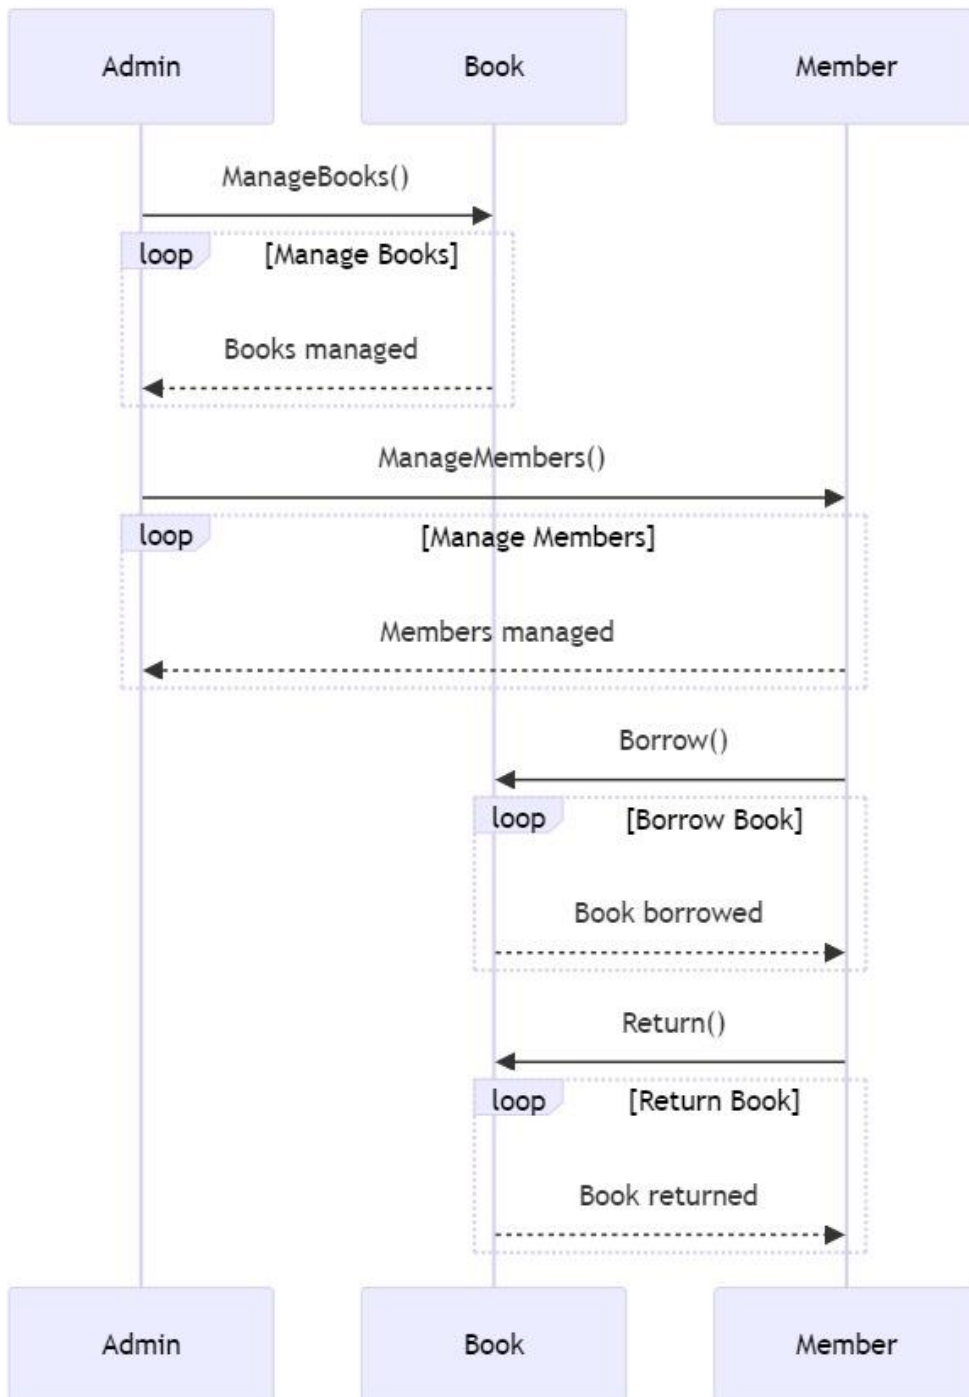 Admin
Book
Member
ManageBooks()
loop [Manage Books]
Books managed
ManageMembers()
loop [Manage Members]
Members managed
Borrow()
loop [Borrow Book]
Book borrowed
Return()
loop [Return Book]
Book returned
Admin
Book
Member